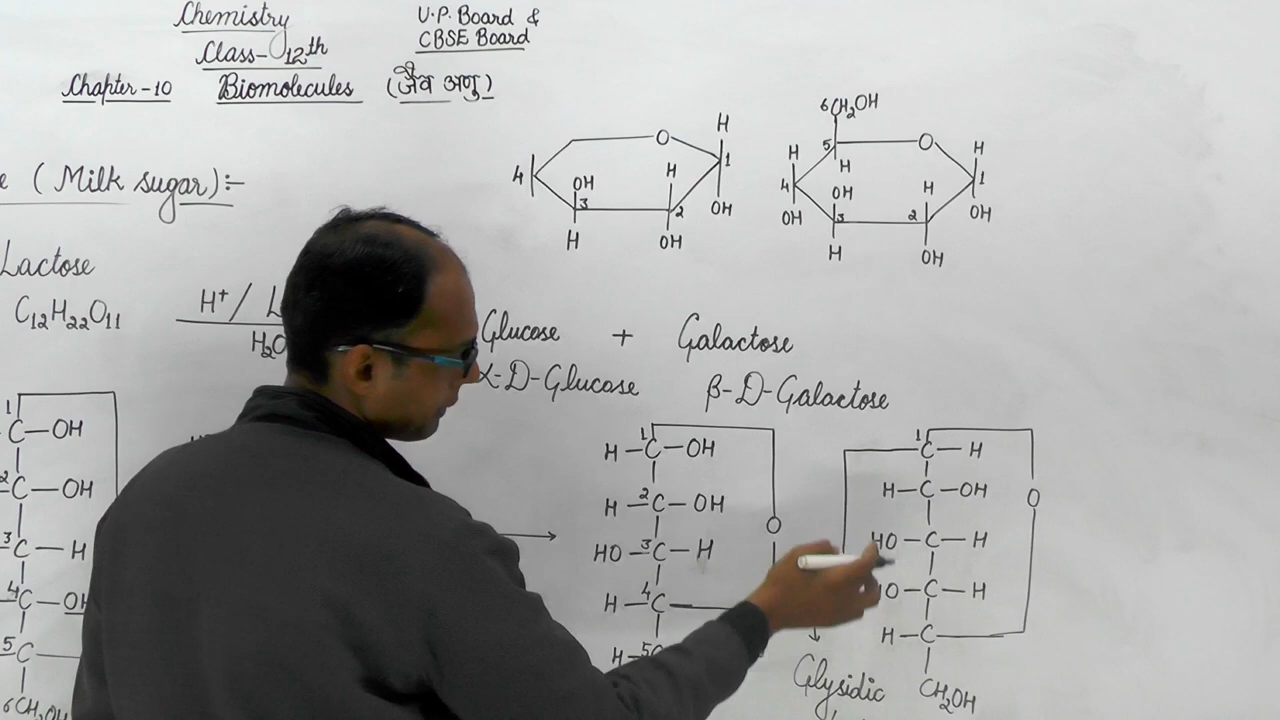 Chemistry
Class-12th
U.P. Board &
CBSE Board
Chapter-10 Biomolecules (जैव अणु)
(Milk sugar):-
Lactose
C12H22O11
H+/
H2O
Glucose + Galactose
α-D-Glucose β-D-Galactose
H
O
1
H
4
OH
3
2
OH
H
OH
6CH2OH
5
O
H
H
H
4
OH
H
1
OH
3
2
OH
H
OH
1
C—OH
2
C—OH
3
C—H
4
C—OH
5
C
6CH2OH
H—1C—OH
H—2C—OH
O
HO—3C—H
H—4C
H—5C
1
C—H
H—C—OH
O
HO—C—H
O—C—H
H—C
CH2OH
Glysidic